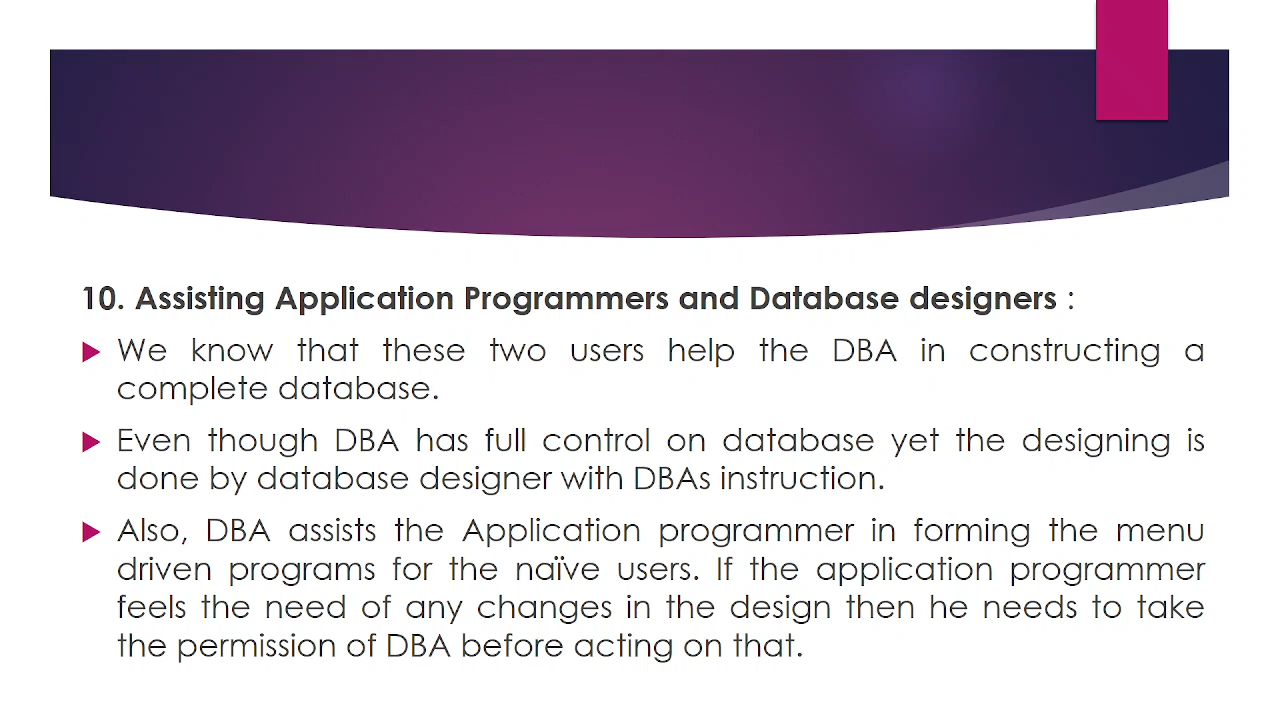 10. Assisting Application Programmers and Database designers :
We know that these two users help the DBA in constructing a
complete database.
Even though DBA has full control on database yet the designing is
done by database designer with DBAs instruction.
Also, DBA assists the Application programmer in forming the menu
driven programs for the naïve users. If the application programmer
feels the need of any changes in the design then he needs to take
the permission of DBA before acting on that.